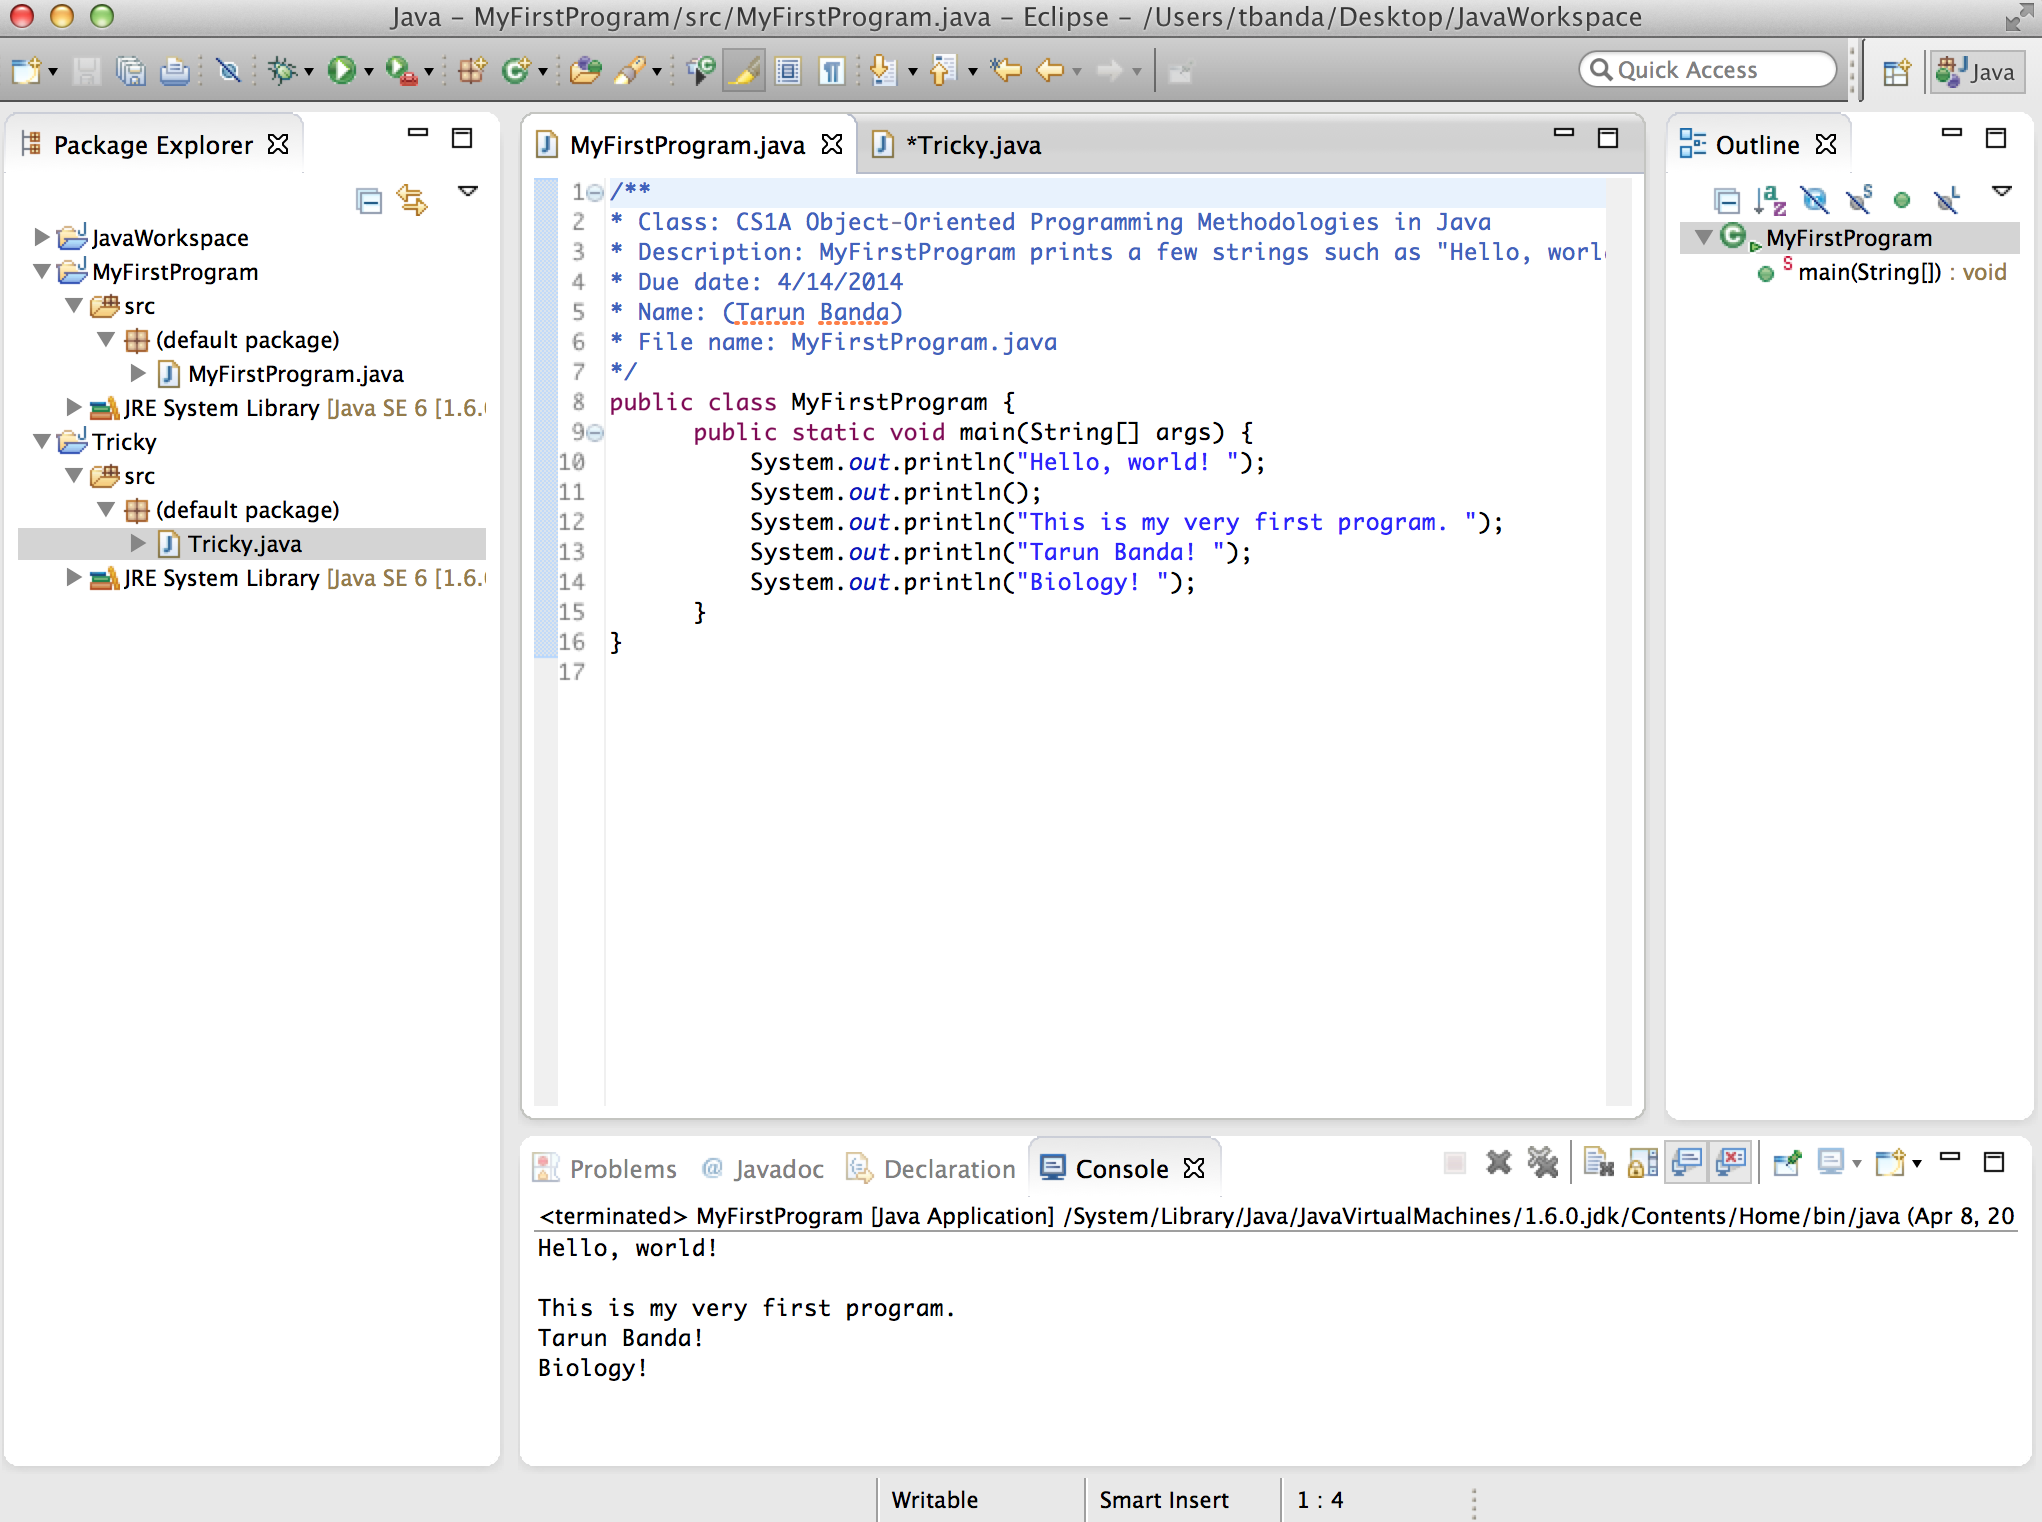 Java – MyFirstProgram/src/MyFirstProgram.java – Eclipse – /Users/tbanda/Desktop/JavaWorkspace
Quick Access
Java
Package Explorer
JavaWorkspace
MyFirstProgram
src
(default package)
MyFirstProgram.java
JRE System Library [Java SE 6 [1.6.
Tricky
src
(default package)
Tricky.java
JRE System Library [Java SE 6 [1.6.
MyFirstProgram.java
*Tricky.java
1 /**
2 * Class: CS1A Object-Oriented Programming Methodologies in Java
3 * Description: MyFirstProgram prints a few strings such as "Hello, worl
4 * Due date: 4/14/2014
5 * Name: (Tarun Banda)
6 * File name: MyFirstProgram.java
7 */
8 public class MyFirstProgram {
9 public static void main(String[] args) {
10 System.out.println("Hello, world! ");
11 System.out.println();
12 System.out.println("This is my very first program. ");
13 System.out.println("Tarun Banda! ");
14 System.out.println("Biology! ");
15 }
16 }
17
Outline
MyFirstProgram
main(String[]) : void
Problems @ Javadoc Declaration Console
<terminated> MyFirstProgram [Java Application] /System/Library/Java/JavaVirtualMachines/1.6.0.jdk/Contents/Home/bin/java (Apr 8, 20
Hello, world!
This is my very first program.
Tarun Banda!
Biology!
Writable
Smart Insert
1 : 4